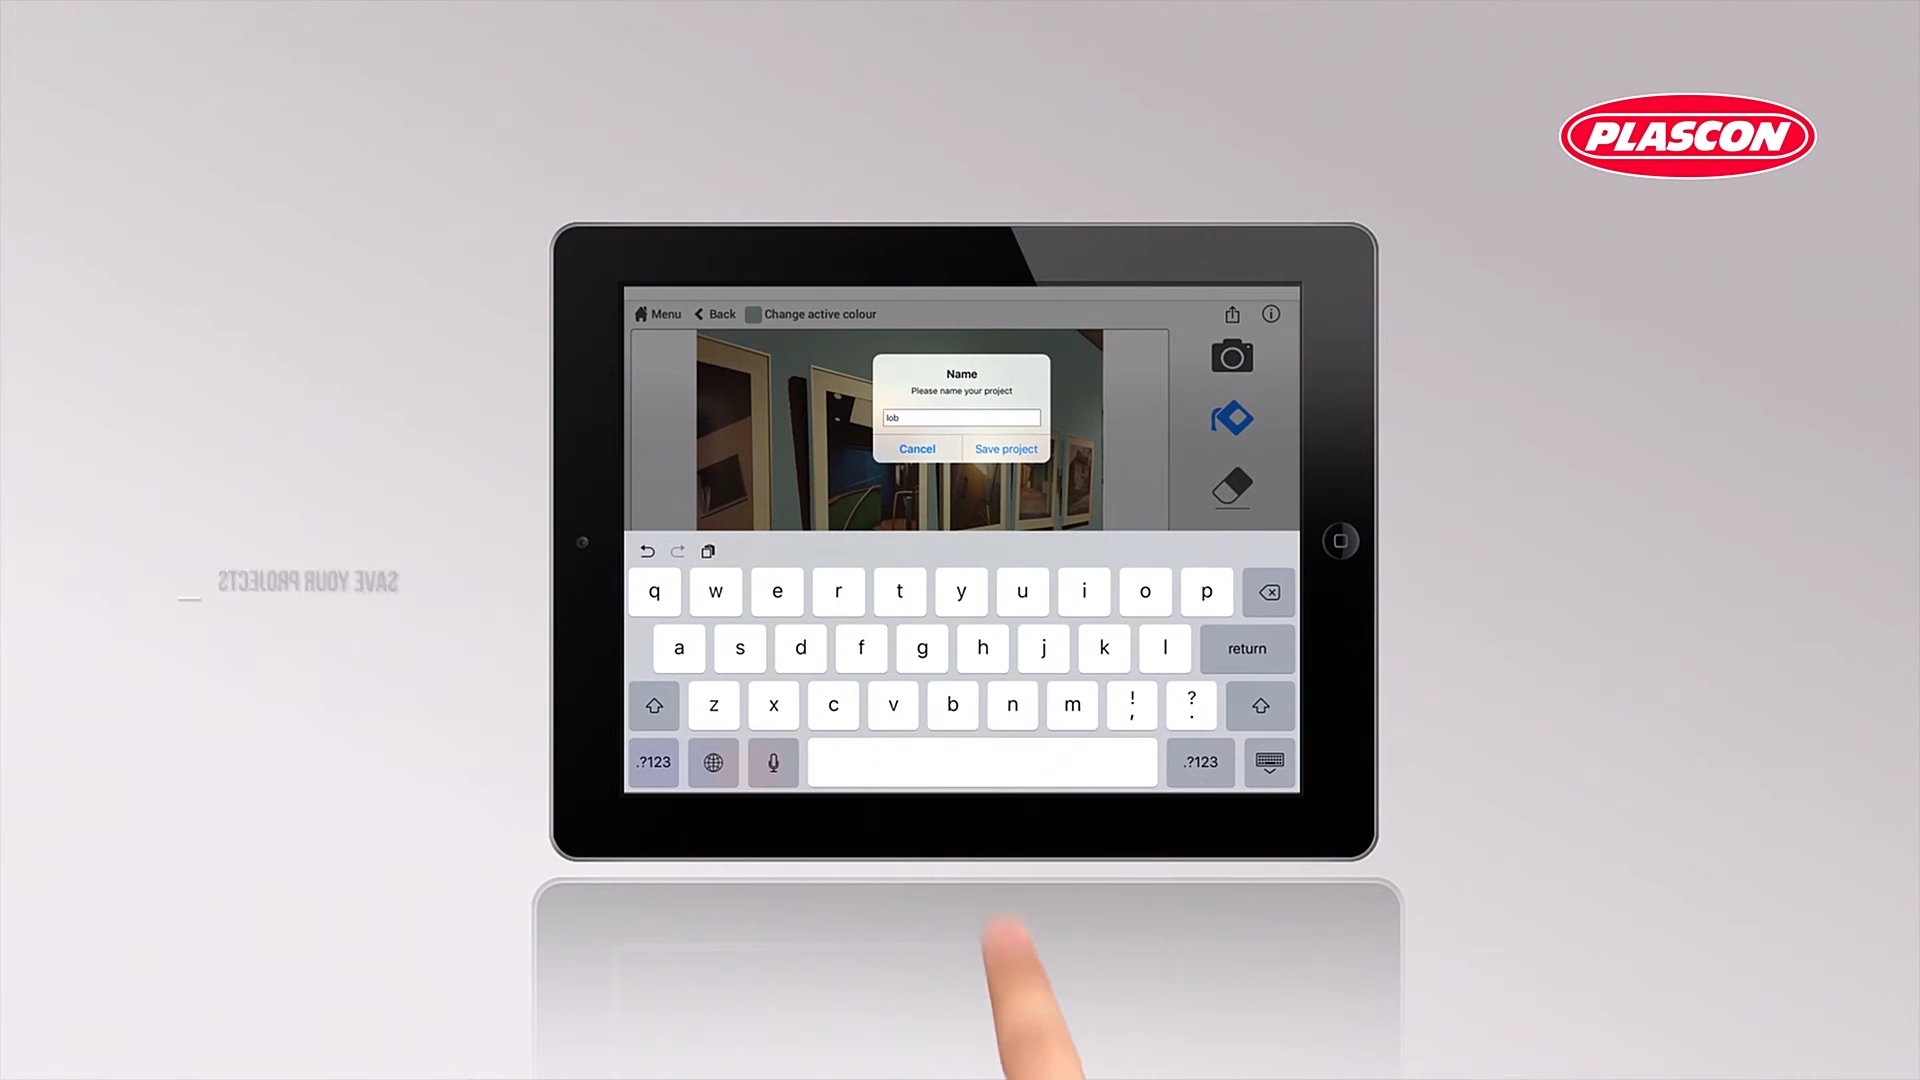 PLASCON
Menu Back Change active colour
Name
Please name your project
lob
Cancel Save project
SAVE YOUR PROJECTS
q w e r t y u i o p
a s d f g h j k l return
z x c v b n m ! , ? .
.?123 .?123